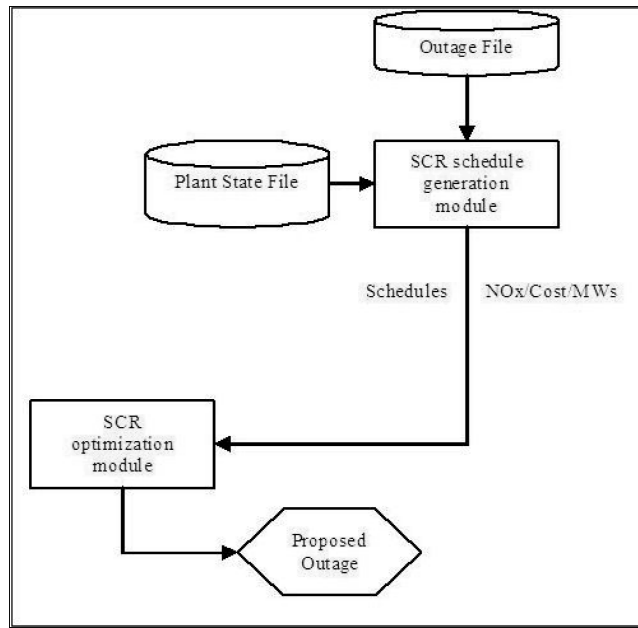 Outage File
SCR schedule
generation
module
Plant State File
Schedules
NOx/Cost/MWs
SCR
optimization
module
Proposed
Outage